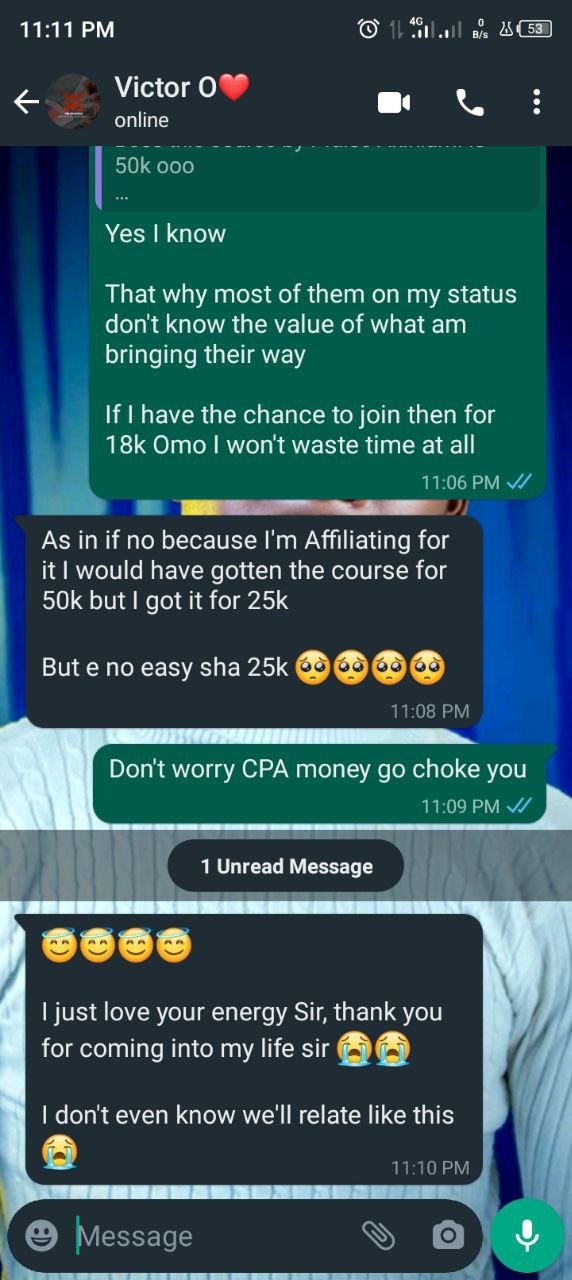 11:11 PM
4G
0
B/s
53
Victor O❤️
online
50k ooo
...
Yes I know
That why most of them on my status
don't know the value of what am
bringing their way
If I have the chance to join then for
18k Omo I won't waste time at all
11:06 PM
As in if no because I'm Affiliating for
it I would have gotten the course for
50k but I got it for 25k
But e no easy sha 25k 🥺🥺🥺🥺
11:08 PM
Don't worry CPA money go choke you
11:09 PM
1 Unread Message
😇😇😇😇
I just love your energy Sir, thank you
for coming into my life sir 😭😭
I don't even know we'll relate like this
😭
11:10 PM
Message